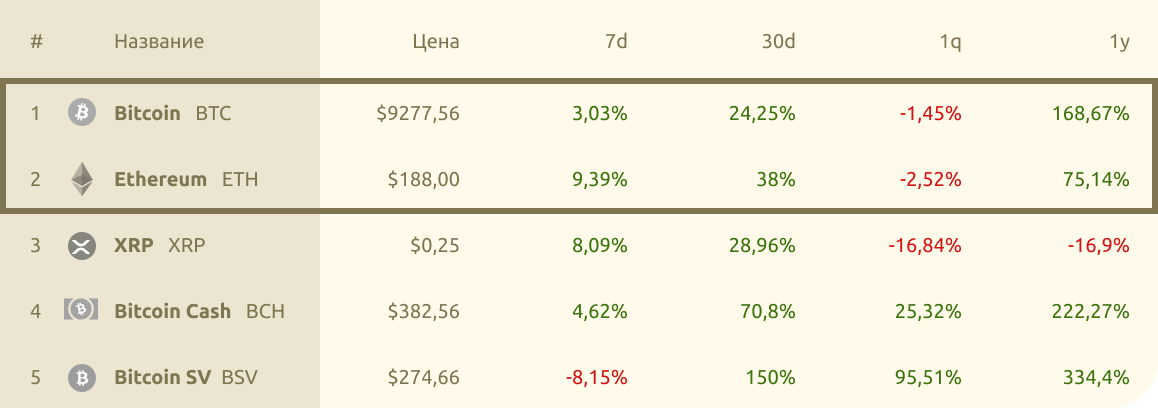 # Название Цена 7d 30d 1q 1y
1 Bitcoin BTC $9277,56 3,03% 24,25% -1,45% 168,67%
2 Ethereum ETH $188,00 9,39% 38% -2,52% 75,14%
3 XRP XRP $0,25 8,09% 28,96% -16,84% -16,9%
4 Bitcoin Cash BCH $382,56 4,62% 70,8% 25,32% 222,27%
5 Bitcoin SV BSV $274,66 -8,15% 150% 95,51% 334,4%